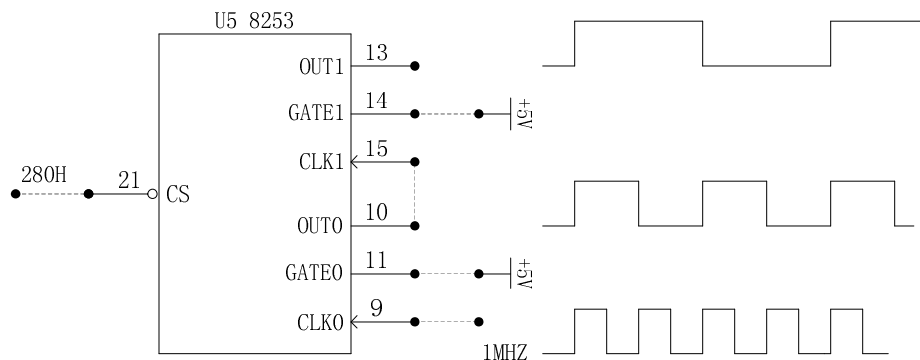 U5 8253
OUT1 13
GATE1 14
+5V
CLK1 15
280H 21 CS
OUT0 10
GATE0 11
+5V
CLK0 9
1MHZ